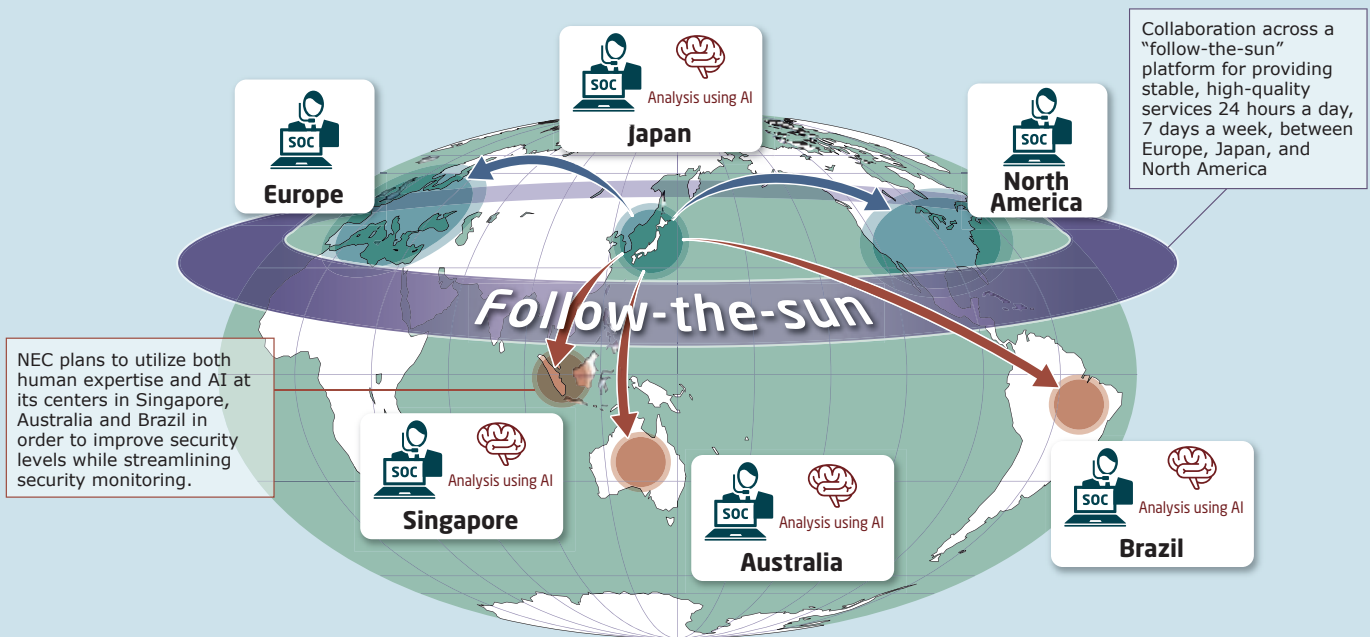 SOC
Analysis using AI
Japan
SOC
Europe
SOC
North
America
Collaboration across a
“follow-the-sun”
platform for providing
stable, high-quality
services 24 hours a day,
7 days a week, between
Europe, Japan, and
North America
Follow-the-sun
NEC plans to utilize both
human expertise and AI at
its centers in Singapore,
Australia and Brazil in
order to improve security
levels while streamlining
security monitoring.
SOC
Analysis using AI
Singapore
SOC
Analysis using AI
Australia
SOC
Analysis using AI
Brazil